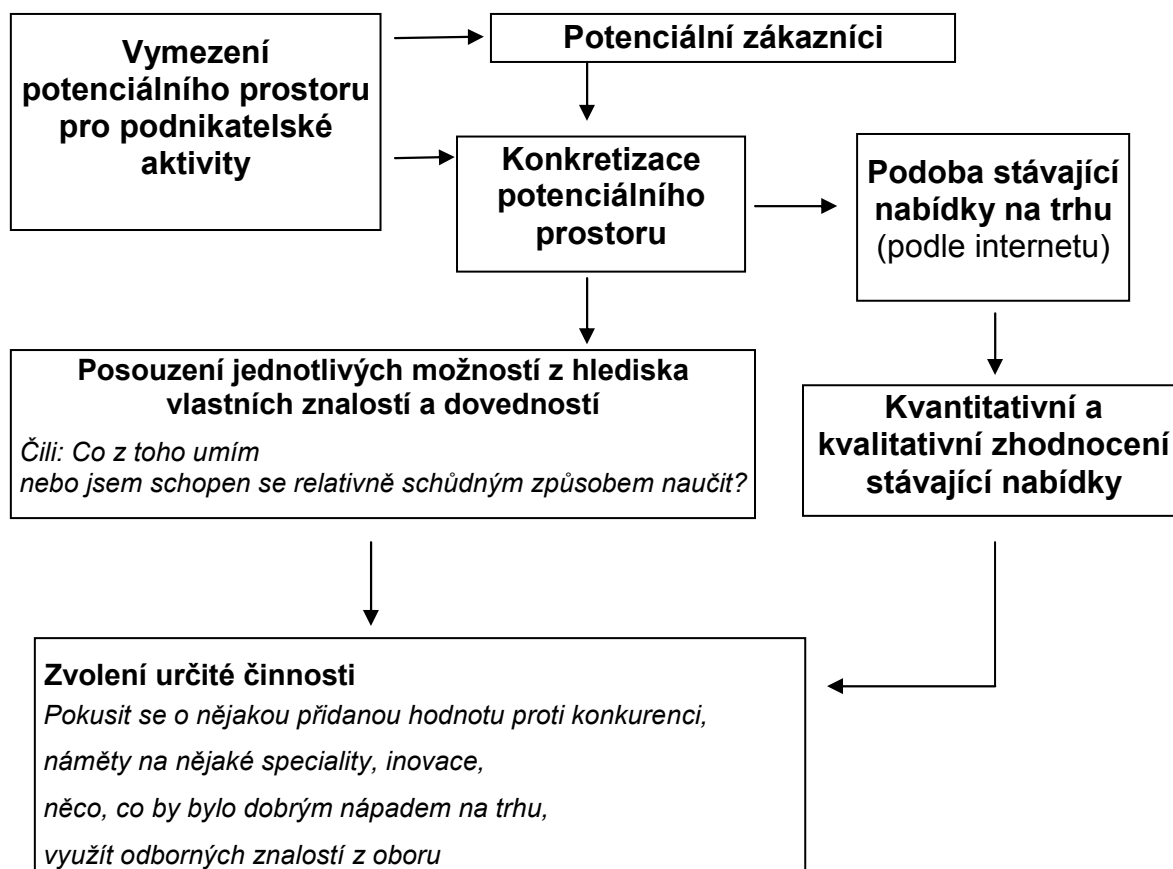 Vymezení
potenciálního prostoru
pro podnikatelské
aktivity
Potenciální zákazníci
Konkretizace
potenciálního
prostoru
Podoba stávající
nabídky na trhu
(podle internetu)
Posouzení jednotlivých možností z hlediska
vlastních znalostí a dovedností
Čili: Co z toho umím
nebo jsem schopen se relativně schůdným způsobem naučit?
Kvantitativní a
kvalitativní zhodnocení
stávající nabídky
Zvolení určité činnosti
Pokusit se o nějakou přidanou hodnotu proti konkurenci,
náměty na nějaké speciality, inovace,
něco, co by bylo dobrým nápadem na trhu,
využít odborných znalostí z oboru